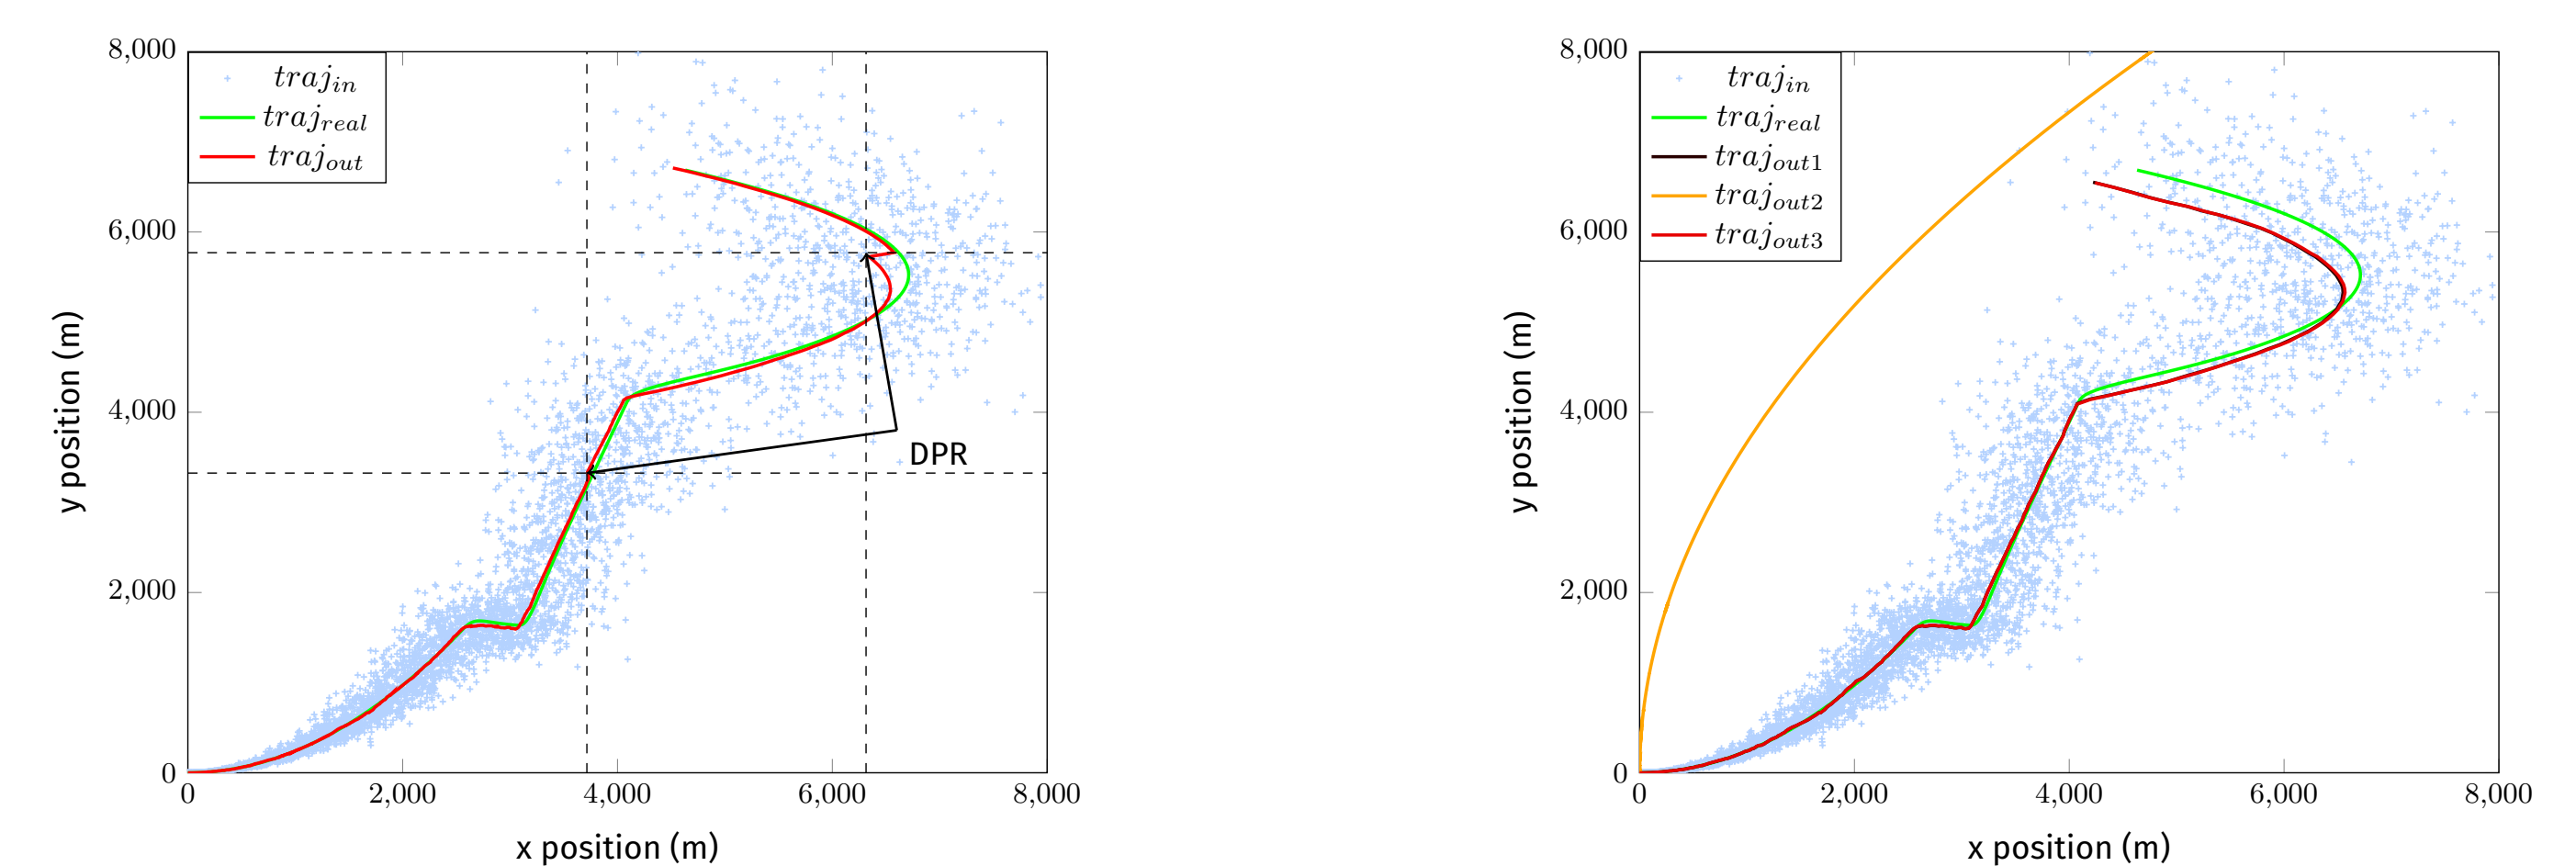 8,000
6,000
4,000
2,000
0
0 2,000 4,000 6,000 8,000
y position (m)
x position (m)
traj_in
traj_real
traj_out
DPR
8,000
6,000
4,000
2,000
0
0 2,000 4,000 6,000 8,000
y position (m)
x position (m)
traj_in
traj_real
traj_out1
traj_out2
traj_out3